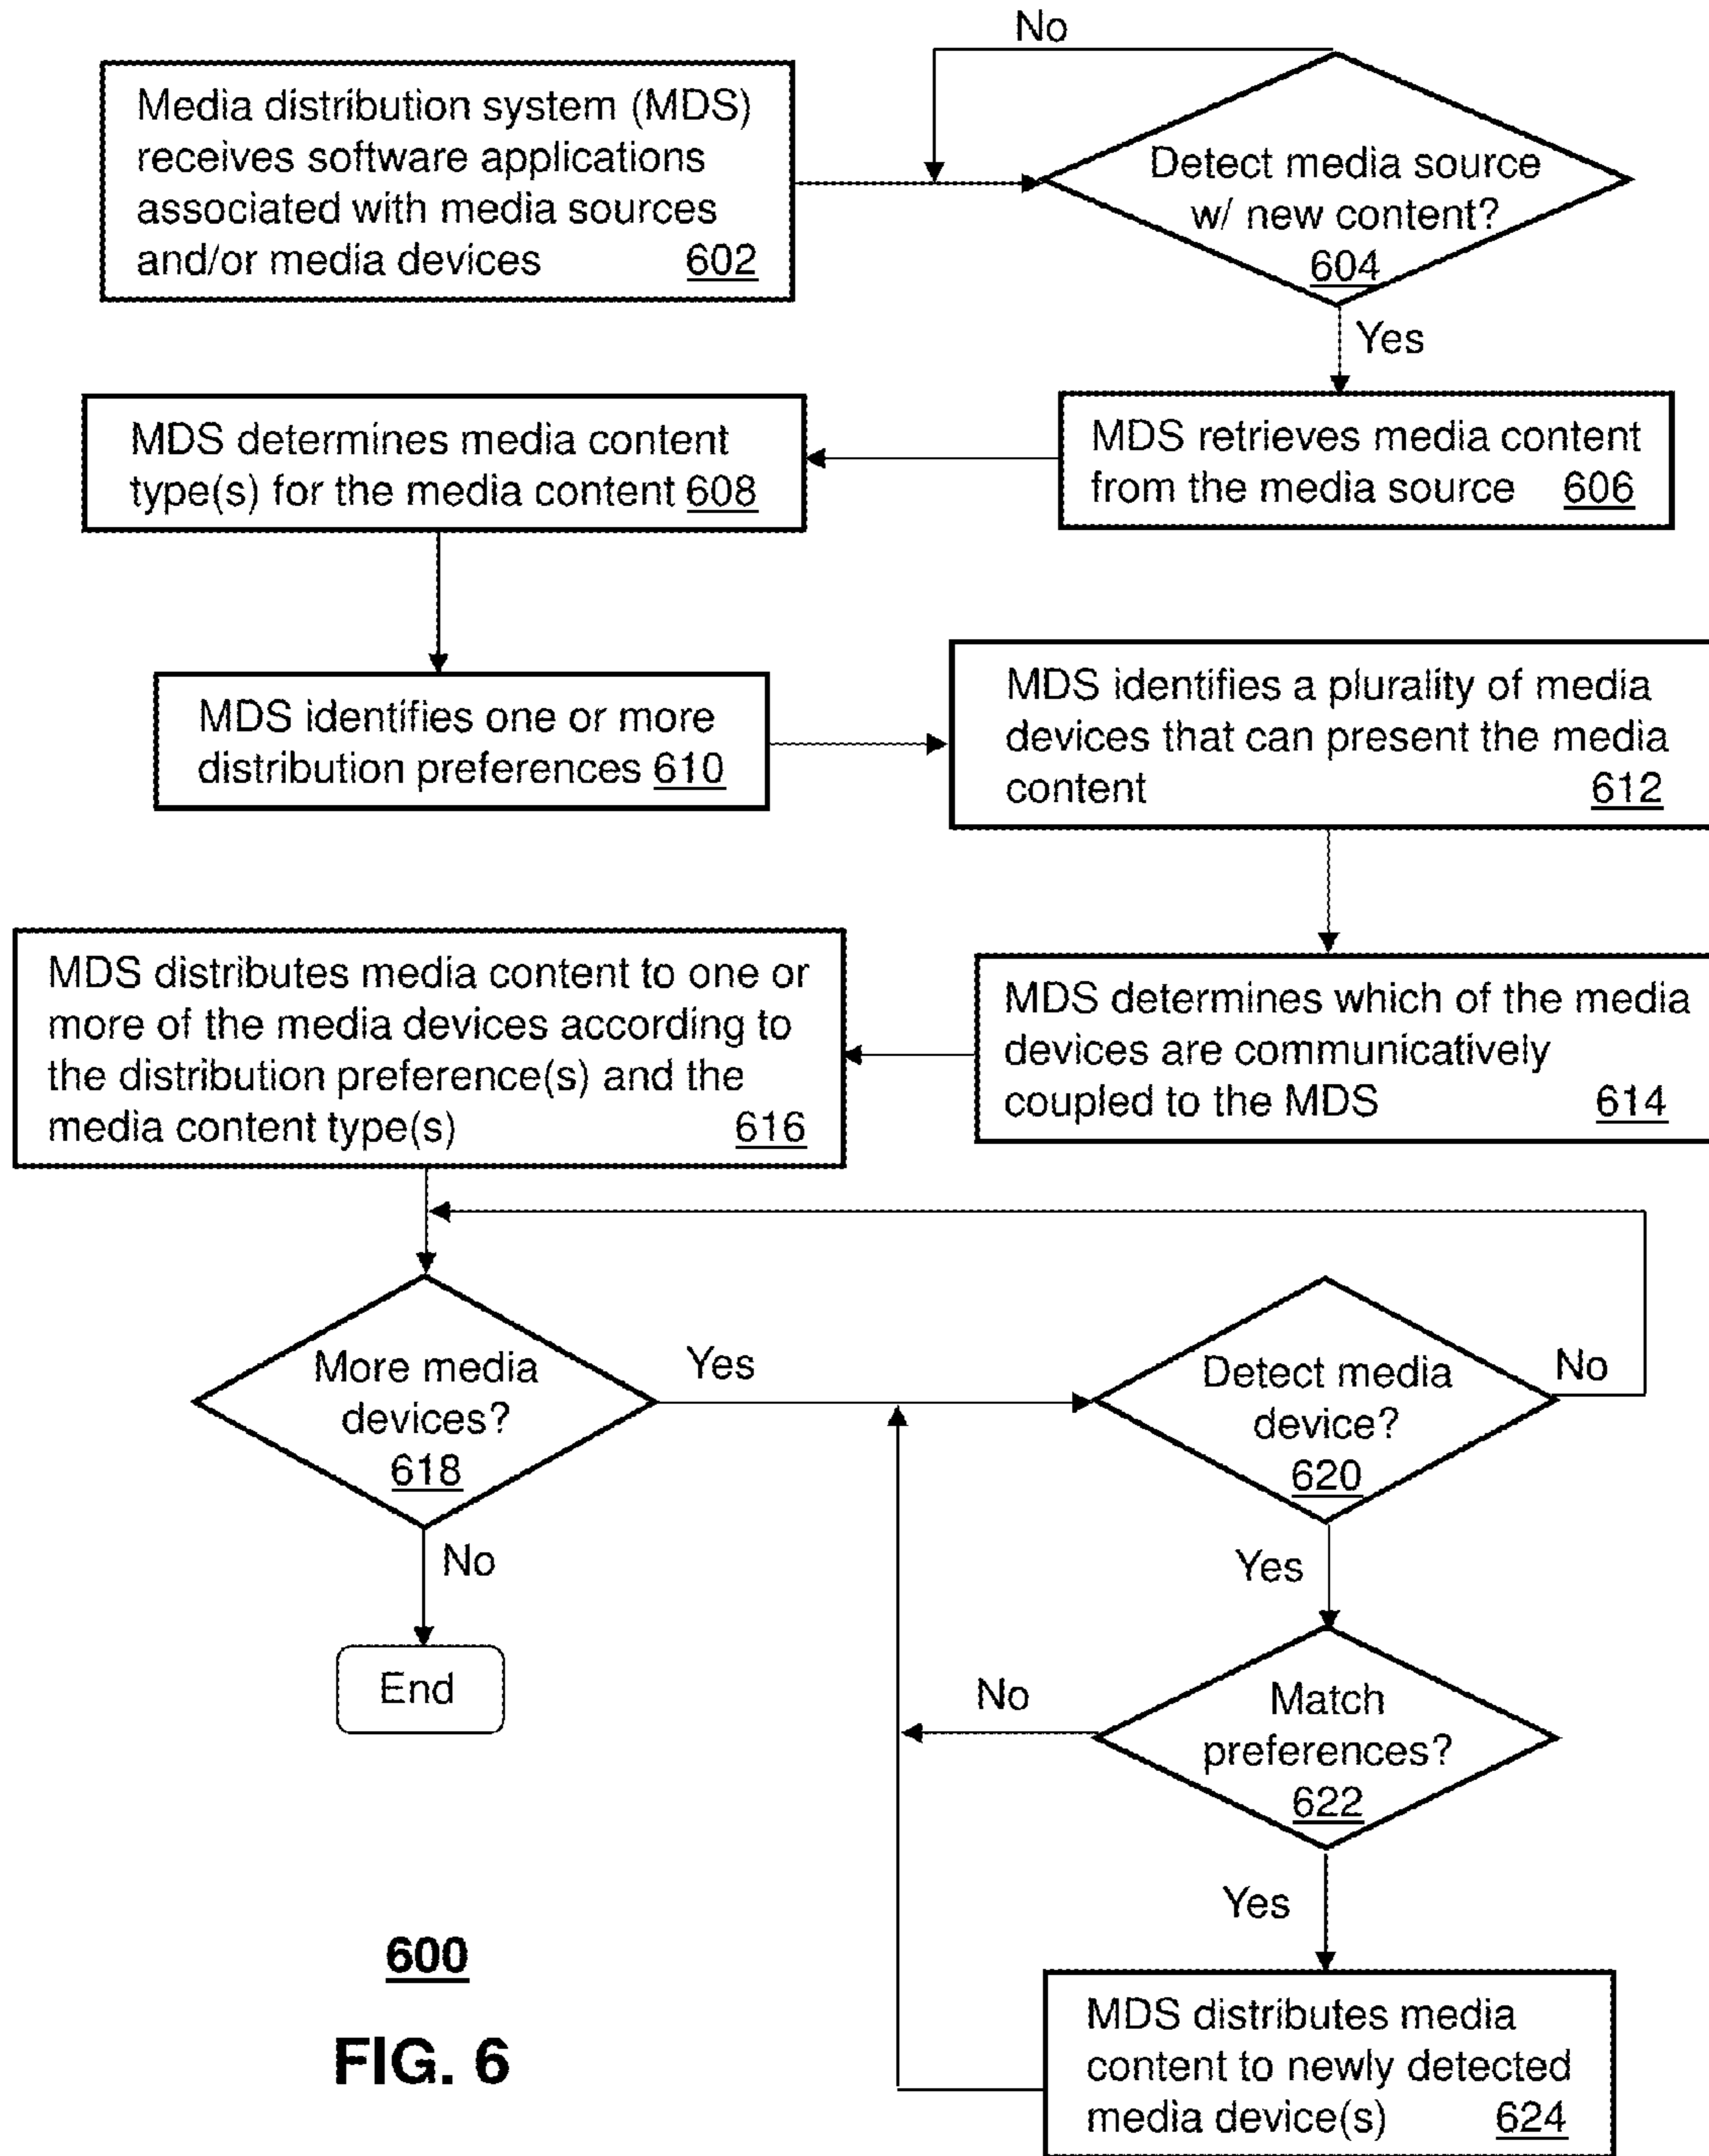 No
Media distribution system (MDS)
receives software applications
associated with media sources
and/or media devices 602
Detect media source
w/ new content?
604
Yes
MDS retrieves media content
from the media source 606
MDS determines media content
type(s) for the media content 608
MDS identifies one or more
distribution preferences 610
MDS identifies a plurality of media
devices that can present the media
content 612
MDS determines which of the media
devices are communicatively
coupled to the MDS 614
MDS distributes media content to one or
more of the media devices according to
the distribution preference(s) and the
media content type(s) 616
More media
devices?
618
Yes
No
End
Detect media
device?
620
No
Yes
Match
preferences?
622
No
Yes
MDS distributes media
content to newly detected
media device(s) 624
600
FIG. 6